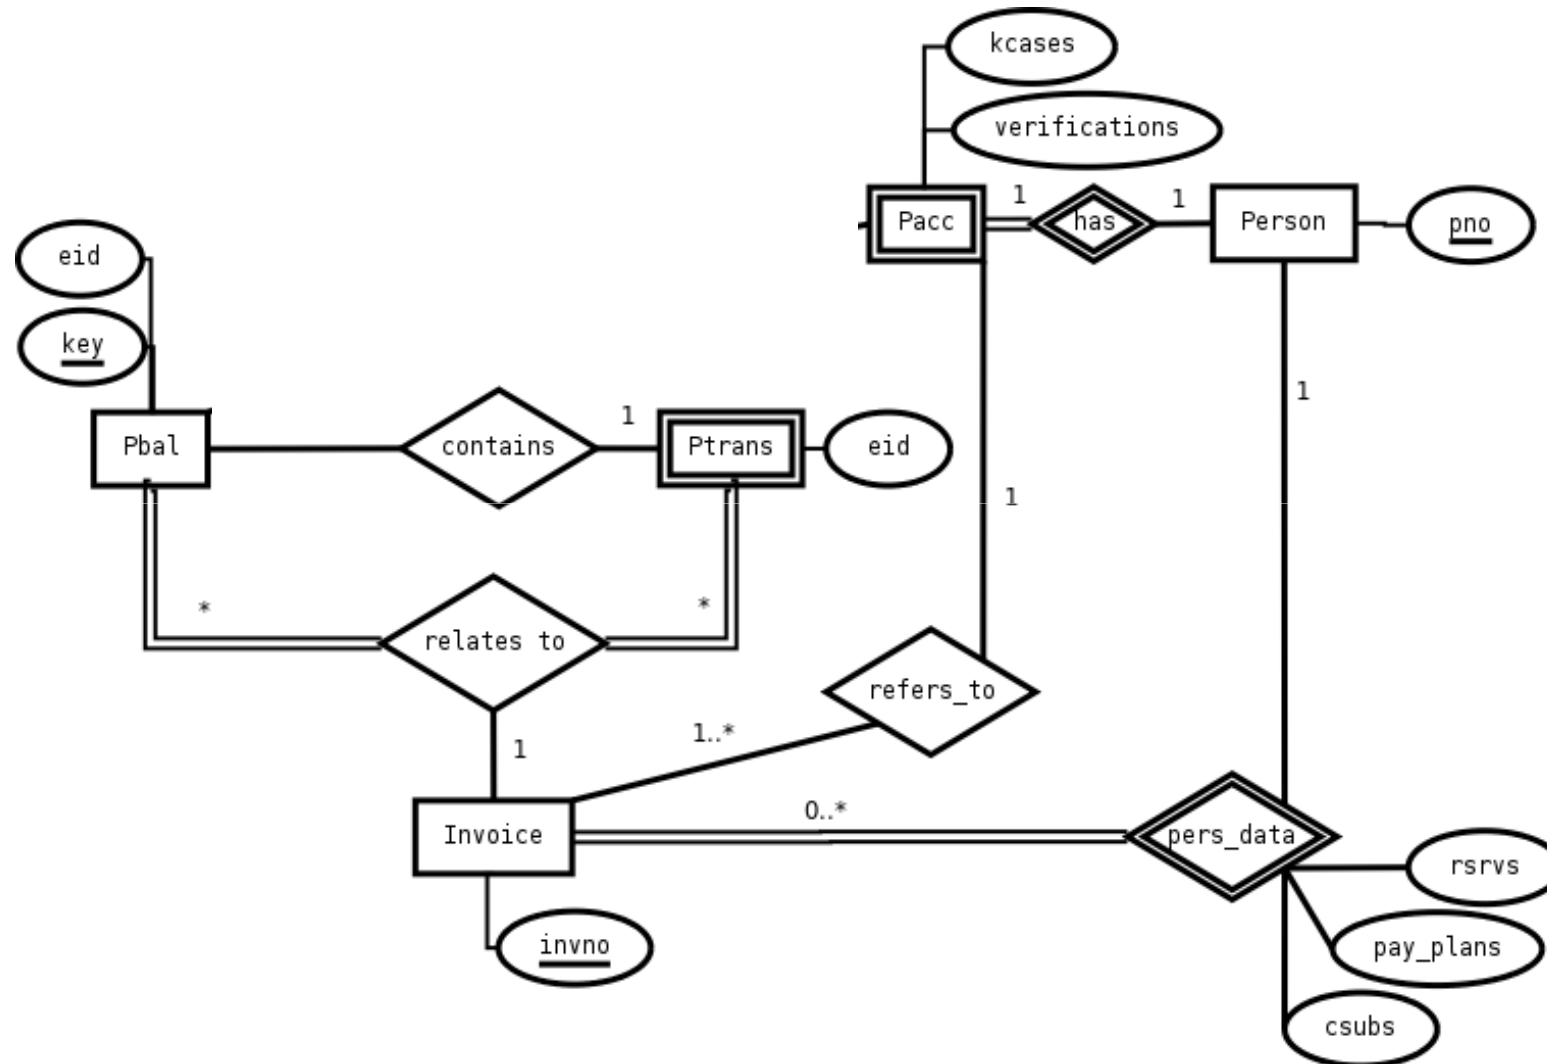 kcases
verifications
1
1
Pacc
has
Person
pno
eid
key
1
1
Pbal
contains
Ptrans
eid
1
*
*
relates to
refers_to
1..*
1
0..*
Invoice
pers_data
rsrvs
invno
pay_plans
csubs